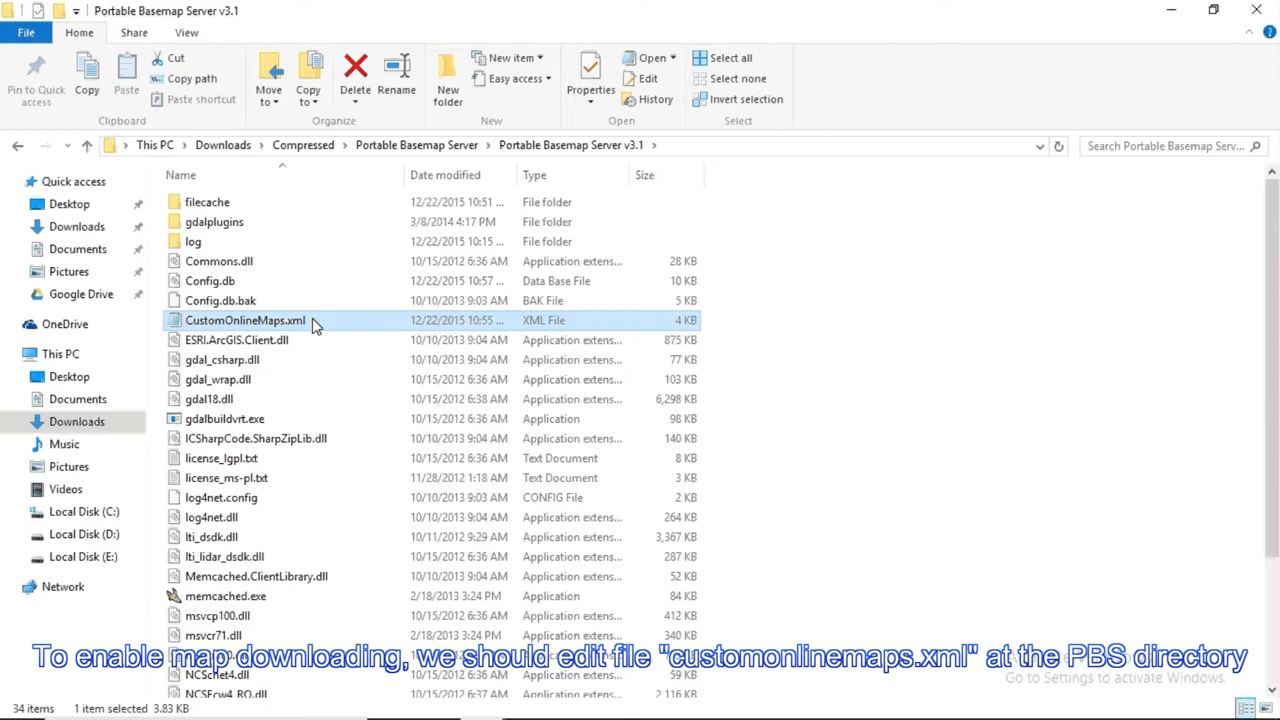 Portable Basemap Server v3.1
File Home Share View
Pin to Quick access
Copy
Paste
Cut
Copy path
Paste shortcut
Clipboard
Move to
Copy to
Delete
Rename
Organize
New folder
New item
Easy access
New
Properties
Open
Edit
History
Open
Select all
Select none
Invert selection
Select
This PC > Downloads > Compressed > Portable Basemap Server > Portable Basemap Server v3.1 >
Search Portable Basemap Serv...
Quick access
Desktop
Downloads
Documents
Pictures
Google Drive
OneDrive
This PC
Desktop
Documents
Downloads
Music
Pictures
Videos
Local Disk (C:)
Local Disk (D:)
Local Disk (E:)
Network
Name Date modified Type Size
filecache 12/22/2015 10:51 ... File folder
gdalplugins 3/8/2014 4:17 PM File folder
log 12/22/2015 10:15 ... File folder
Commons.dll 10/15/2012 6:36 AM Application extens... 28 KB
Config.db 12/22/2015 10:57 ... Data Base File 10 KB
Config.db.bak 10/10/2013 9:03 AM BAK File 5 KB
CustomOnlineMaps.xml 12/22/2015 10:55 ... XML File 4 KB
ESRI.ArcGIS.Client.dll 10/10/2013 9:04 AM Application extens... 875 KB
gdal_csharp.dll 10/10/2013 9:04 AM Application extens... 77 KB
gdal_wrap.dll 10/15/2012 6:36 AM Application extens... 103 KB
gdal18.dll 10/15/2012 6:38 AM Application extens... 6,298 KB
gdalbuildvrt.exe 10/15/2012 6:36 AM Application 98 KB
ICSharpCode.SharpZipLib.dll 10/10/2013 9:04 AM Application extens... 140 KB
license_lgpl.txt 10/15/2012 6:36 AM Text Document 8 KB
license_ms-pl.txt 11/28/2012 1:18 AM Text Document 3 KB
log4net.config 10/10/2013 9:03 AM CONFIG File 2 KB
log4net.dll 10/10/2013 9:04 AM Application extens... 264 KB
lti_dsdk.dll 10/11/2012 9:29 AM Application extens... 3,367 KB
lti_lidar_dsdk.dll 10/15/2012 6:36 AM Application extens... 287 KB
Memcached.ClientLibrary.dll 10/10/2013 9:04 AM Application extens... 52 KB
memcached.exe 2/18/2013 3:24 PM Application 84 KB
msvcp100.dll 10/15/2012 6:36 AM Application extens... 412 KB
msvcr71.dll 2/18/2013 3:24 PM Application extens... 340 KB
NCScnet4.dll 10/15/2012 6:36 AM Application extens... 59 KB
NCSEcw4_RO.dll 10/15/2012 6:36 AM Application extens... 2,116 KB
To enable map downloading, we should edit file "customonlinemaps.xml" at the PBS directory
Go to Settings to activate Windows.
34 items 1 item selected 3.83 KB